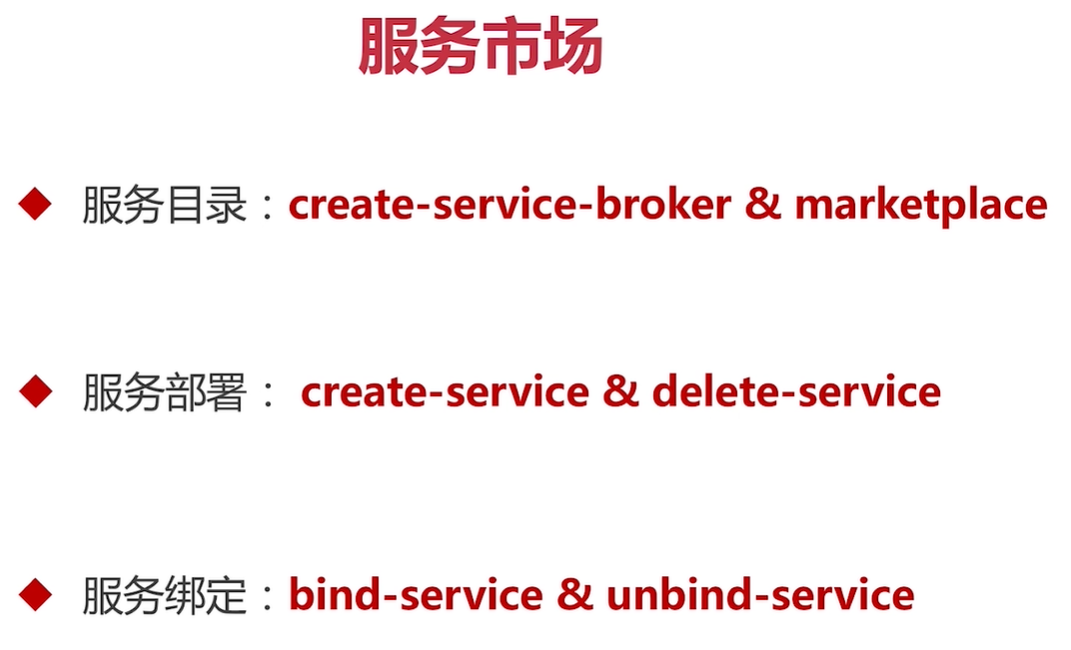 服务市场
服务目录：create-service-broker & marketplace
服务部署： create-service & delete-service
服务绑定：bind-service & unbind-service